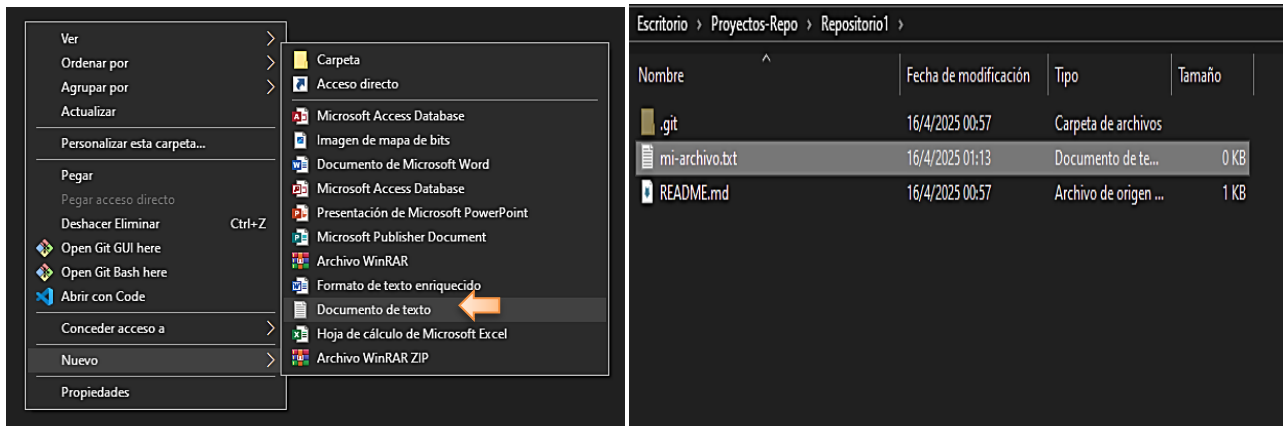 Ver
Ordenar por
Agrupar por
Actualizar
Personalizar esta carpeta...
Pegar
Pegar acceso directo
Deshacer Eliminar Ctrl+Z
Open Git GUI here
Open Git Bash here
Abrir con Code
Conceder acceso a
Nuevo
Propiedades
Carpeta
Acceso directo
Microsoft Access Database
Imagen de mapa de bits
Documento de Microsoft Word
Microsoft Access Database
Presentación de Microsoft PowerPoint
Microsoft Publisher Document
Archivo WinRAR
Formato de texto enriquecido
Documento de texto
Hoja de cálculo de Microsoft Excel
Archivo WinRAR ZIP
Escritorio > Proyectos-Repo > Repositorio1 >
Nombre Fecha de modificación Tipo Tamaño
.git 16/4/2025 00:57 Carpeta de archivos
mi-archivo.txt 16/4/2025 01:13 Documento de te... 0 KB
README.md 16/4/2025 00:57 Archivo de origen ... 1 KB